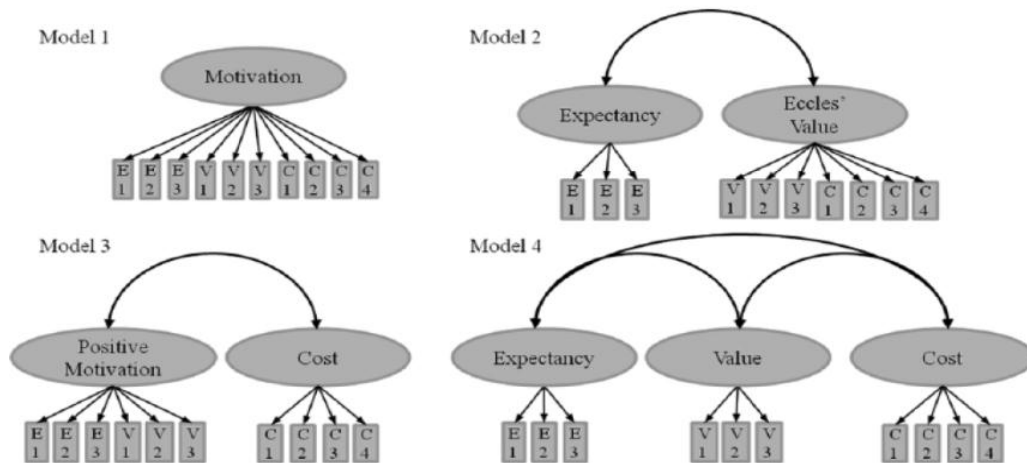 Model 1
Motivation
E E E V V V C C C C
1 2 3 1 2 3 1 2 3 4
Model 2
Expectancy
Eccles’
Value
E E E
1 2 3
V V V C C C C
1 2 3 1 2 3 4
Model 3
Positive
Motivation
Cost
E E E V V V
1 2 3 1 2 3
C C C C
1 2 3 4
Model 4
Expectancy
Value
Cost
E E E
1 2 3
V V V
1 2 3
C C C C
1 2 3 4